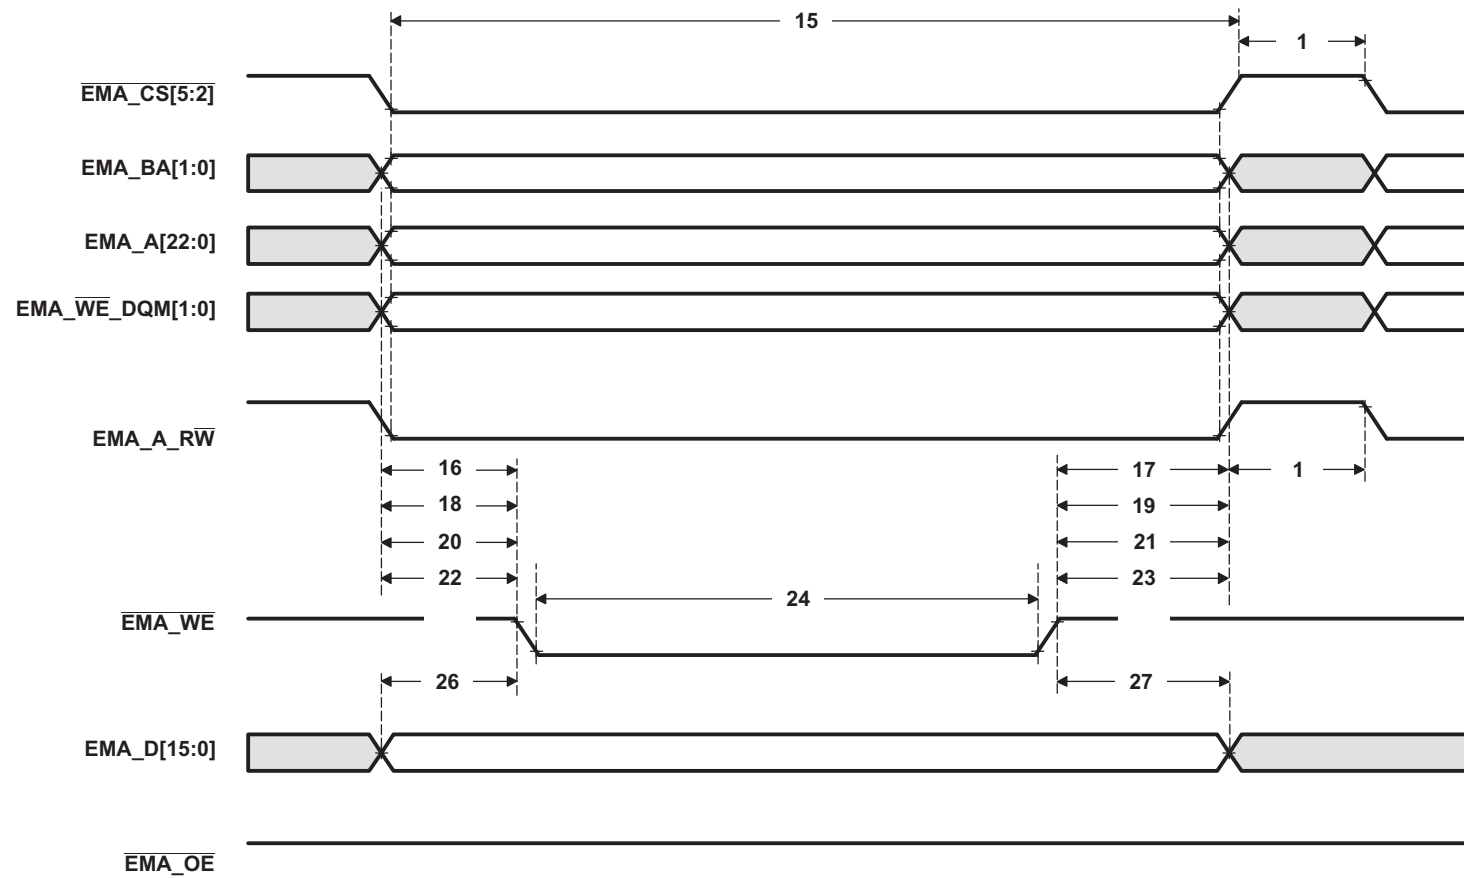 15
1
EMA_CS[5:2]
EMA_BA[1:0]
EMA_A[22:0]
EMA_WE_DQM[1:0]
EMA_A_RW
16 17 1
18 19
20 21
22 23
24
EMA_WE
26 27
EMA_D[15:0]
EMA_OE